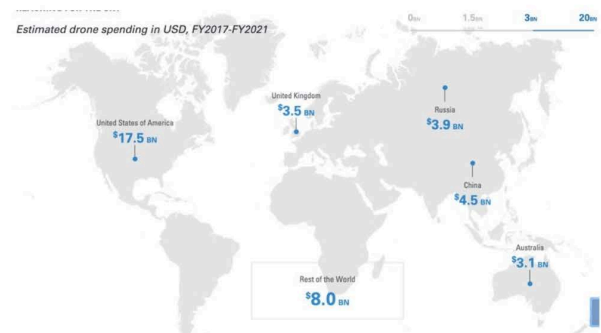 Estimated drone spending in USD, FY2017-FY2021
0BN 1.5BN 3BN 20BN
United Kingdom
$3.5 BN
Russia
$3.9 BN
United States of America
$17.5 BN
China
$4.5 BN
Australia
$3.1 BN
Rest of the World
$8.0 BN